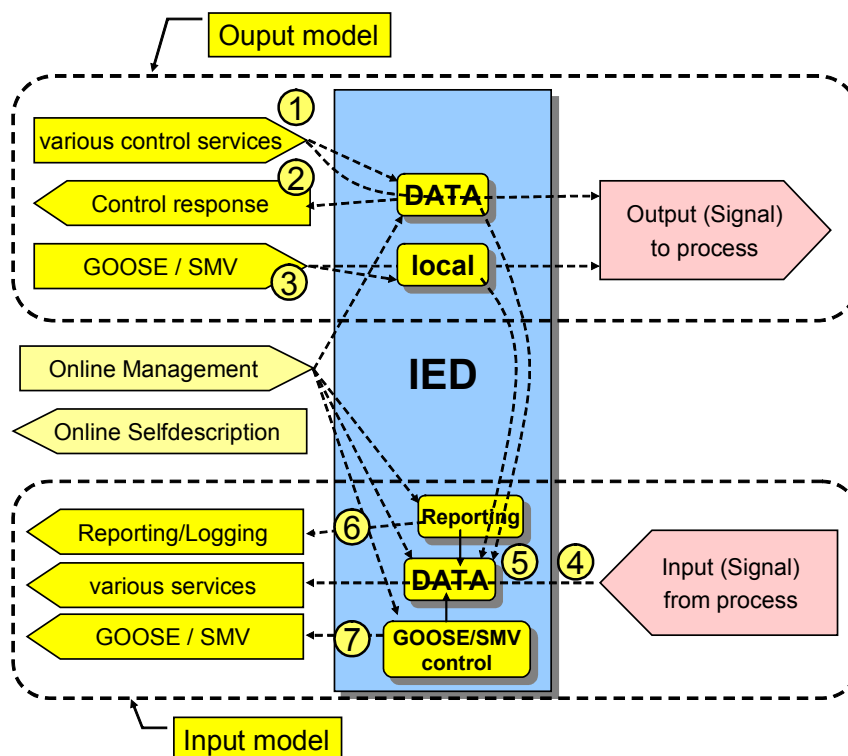 Ouput model
1
various control services
2
DATA
Control response
Output (Signal)
to process
GOOSE / SMV
3
local
Online Management
IED
Online Selfdescription
Reporting
Reporting/Logging
6
various services
DATA
5
4
Input (Signal)
from process
GOOSE / SMV
7
GOOSE/SMV
control
Input model